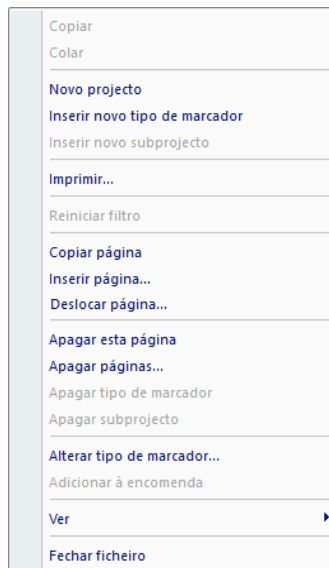 Copiar
Colar
Novo projecto
Inserir novo tipo de marcador
Inserir novo subprojecto
Imprimir...
Reiniciar filtro
Copiar página
Inserir página...
Deslocar página...
Apagar esta página
Apagar páginas...
Apagar tipo de marcador
Apagar subprojecto
Alterar tipo de marcador...
Adicionar à encomenda
Ver
Fechar ficheiro